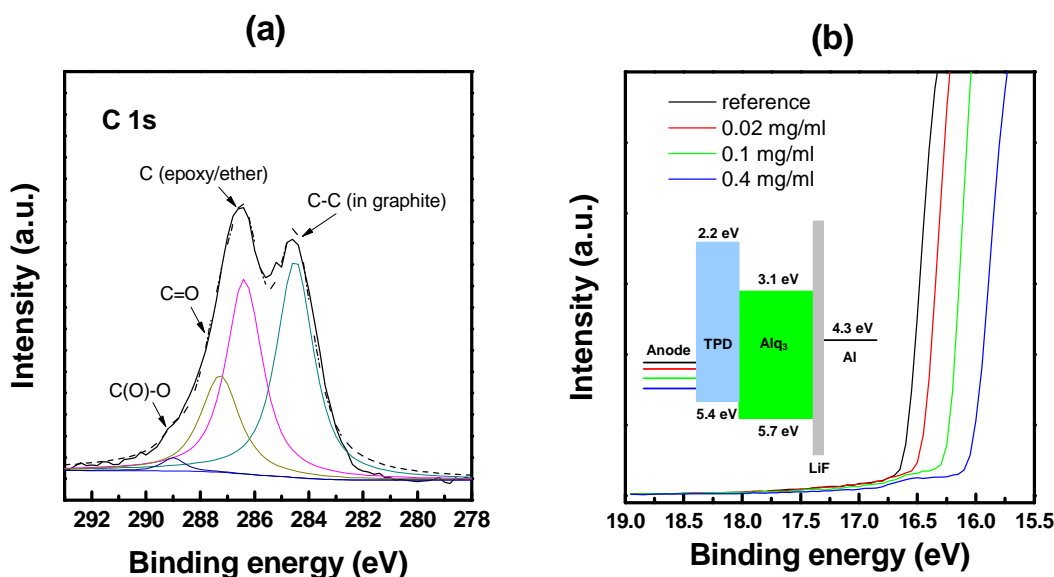 (a)
C 1s
C (epoxy/ether)
C-C (in graphite)
C=O
C(O)-O
Intensity (a.u.)
292 290 288 286 284 282 280 278
Binding energy (eV)
(b)
reference
0.02 mg/ml
0.1 mg/ml
0.4 mg/ml
2.2 eV
3.1 eV
4.3 eV
Anode
TPD
Alq3
Al
5.4 eV
5.7 eV
LiF
Intensity (a.u.)
19.0 18.5 18.0 17.5 17.0 16.5 16.0 15.5
Binding energy (eV)